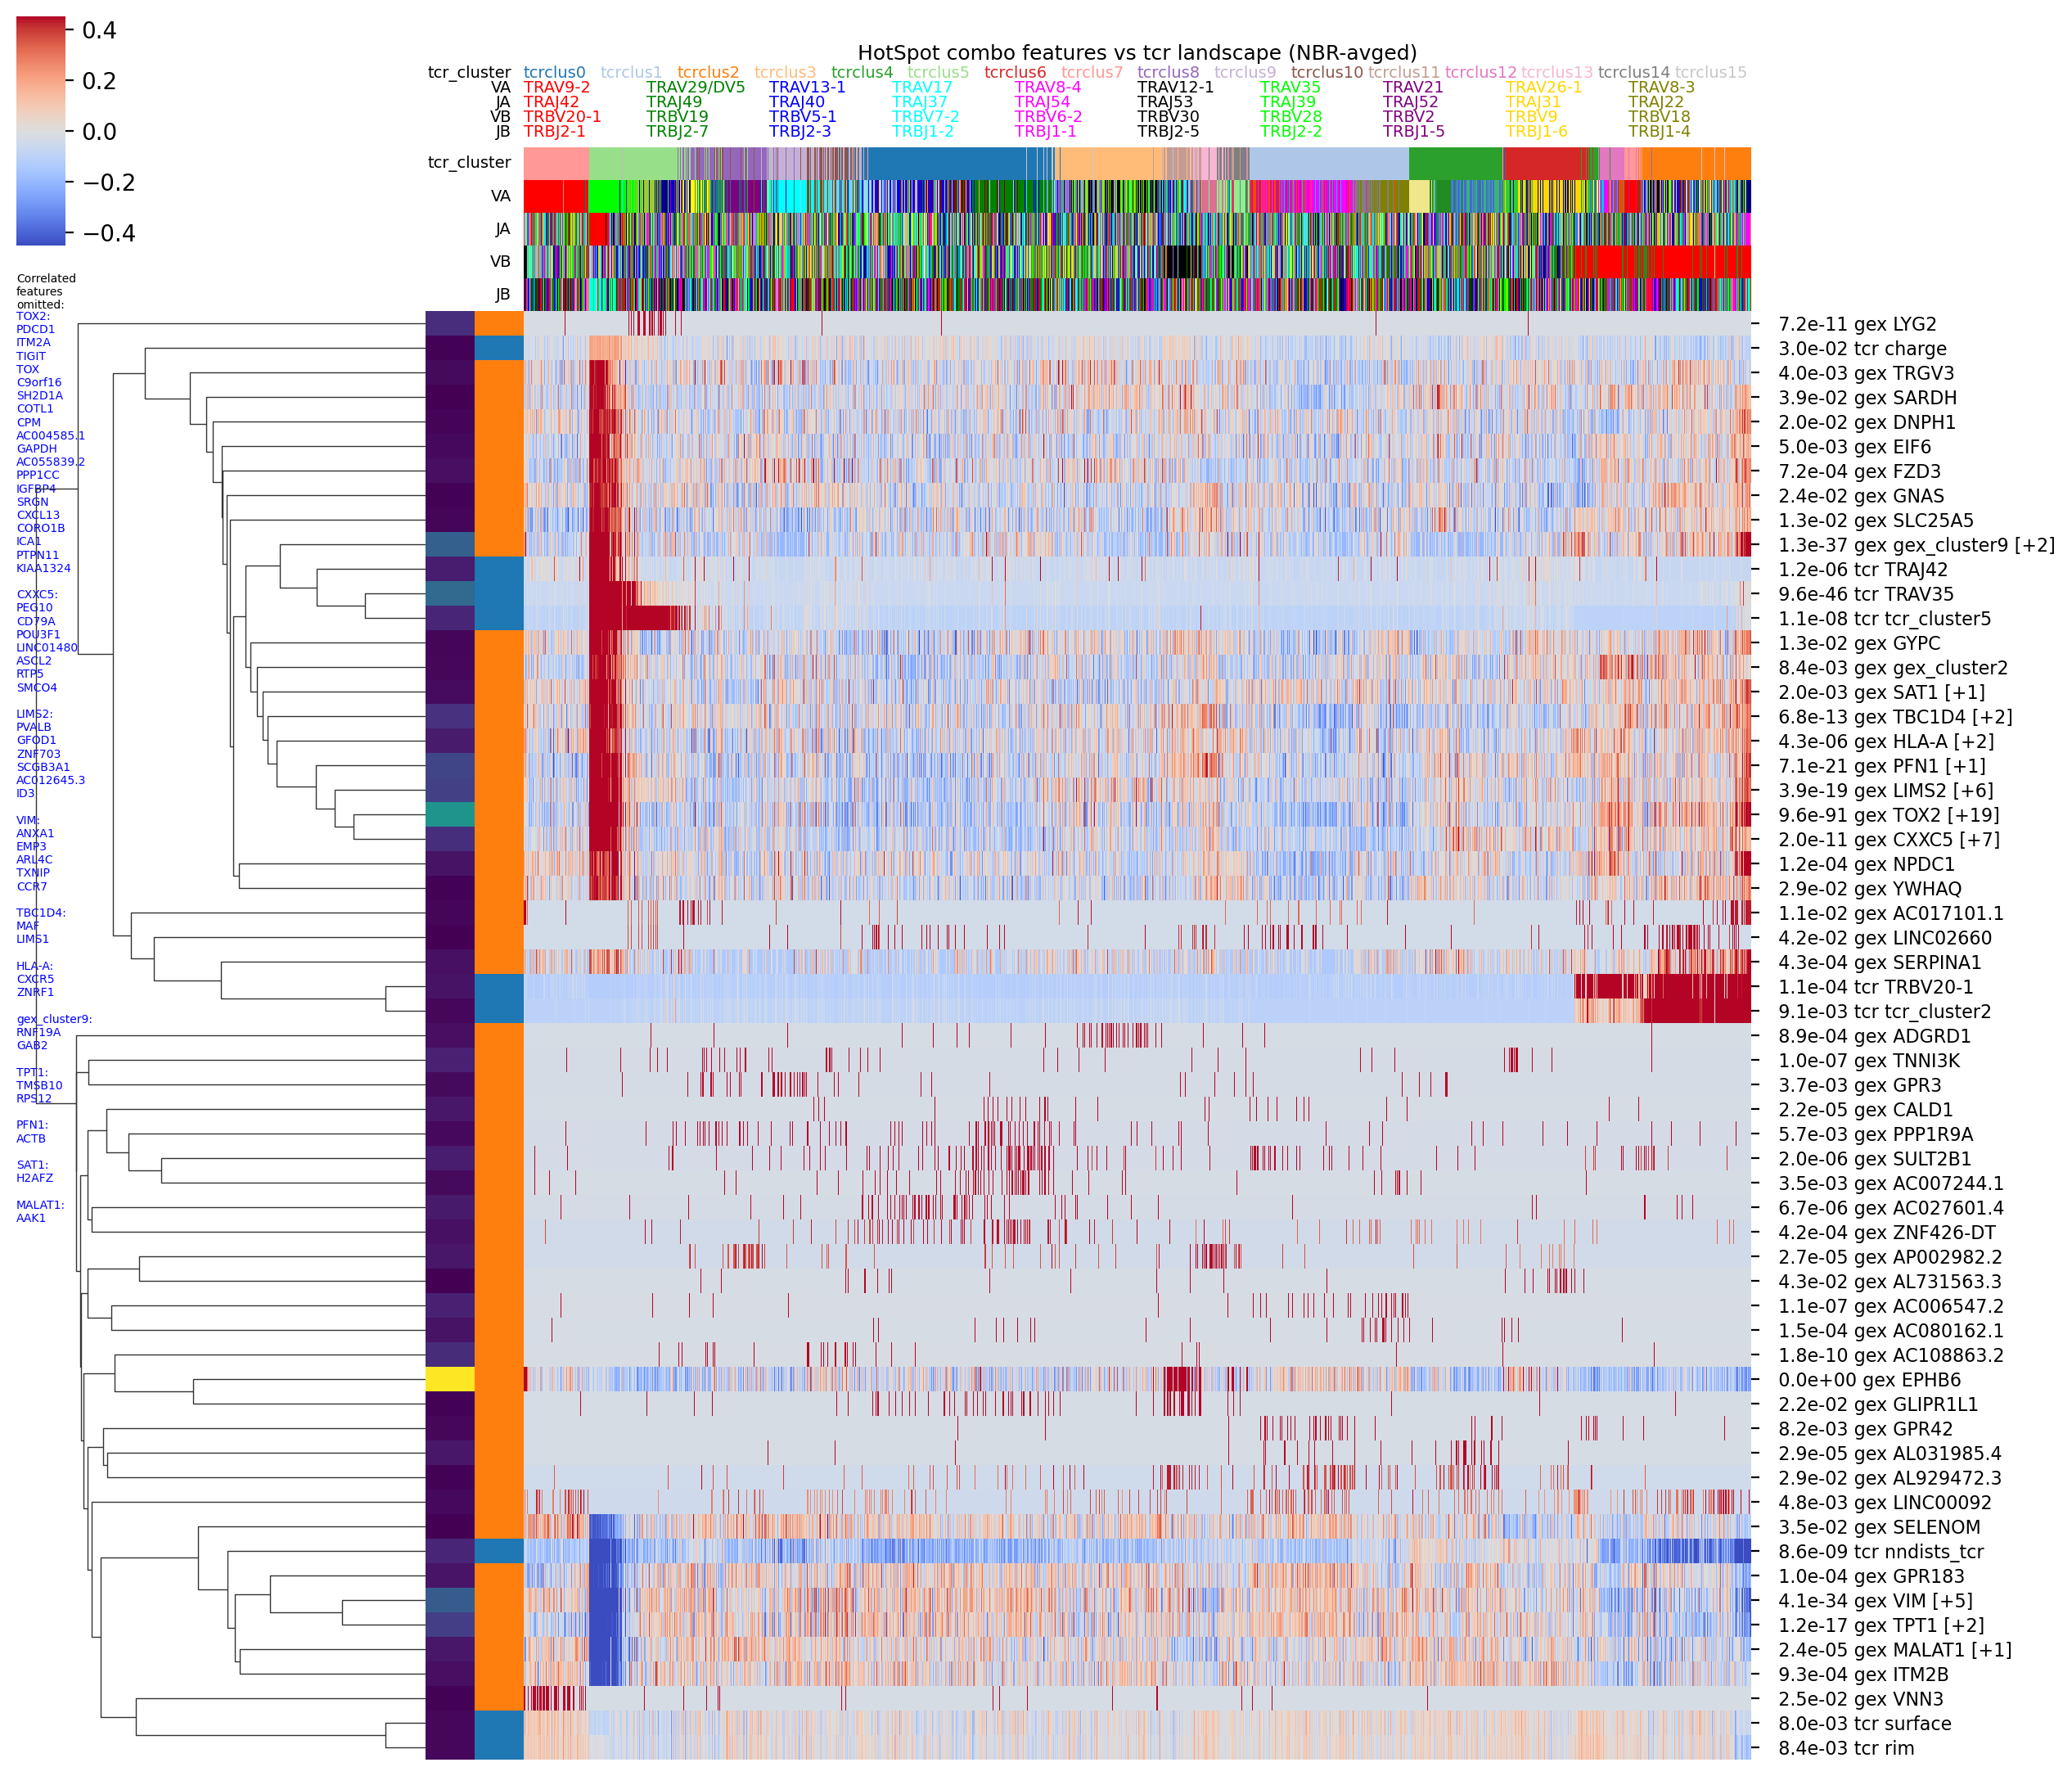 HotSpot combo features vs tcr landscape (NBR-avged)
0.4
0.2
0.0
−0.2
−0.4
tcr_cluster tcrclus0 tcrclus1 tcrclus2 tcrclus3 tcrclus4 tcrclus5 tcrclus6 tcrclus7 tcrclus8 tcrclus9 tcrclus10 tcrclus11 tcrclus12 tcrclus13 tcrclus14 tcrclus15
VA TRAV9-2 TRAV29/DV5 TRAV13-1 TRAV17 TRAV8-4 TRAV12-1 TRAV35 TRAV21 TRAV26-1 TRAV8-3
JA TRAJ42 TRAJ49 TRAJ40 TRAJ37 TRAJ54 TRAJ53 TRAJ39 TRAJ52 TRAJ31 TRAJ22
VB TRBV20-1 TRBV19 TRBV5-1 TRBV7-2 TRBV6-2 TRBV30 TRBV28 TRBV2 TRBV9 TRBV18
JB TRBJ2-1 TRBJ2-7 TRBJ2-3 TRBJ1-2 TRBJ1-1 TRBJ2-5 TRBJ2-2 TRBJ1-5 TRBJ1-6 TRBJ1-4
tcr_cluster
VA
JA
VB
JB
Correlated
features
omitted:
TOX2:
PDCD1
ITM2A
TIGIT
TOX
C9orf16
SH2D1A
COTL1
CPM
AC004585.1
GAPDH
AC055839.2
PPP1CC
IGFBP4
SRGN
CXCL13
CORO1B
ICA1
PTPN11
KIAA1324
CXXC5:
PEG10
CD79A
POU3F1
LINC01480
ASCL2
RTP5
SMCO4
LIMS2:
PVALB
GFOD1
ZNF703
SCGB3A1
AC012645.3
ID3
VIM:
ANXA1
EMP3
ARL4C
TXNIP
CCR7
TBC1D4:
MAF
LIMS1
HLA-A:
CXCR5
ZNRF1
gex_cluster9:
RNF19A
GAB2
TPT1:
TMSB10
RPS12
PFN1:
ACTB
SAT1:
H2AFZ
MALAT1:
AAK1
7.2e-11 gex LYG2
3.0e-02 tcr charge
4.0e-03 gex TRGV3
3.9e-02 gex SARDH
2.0e-02 gex DNPH1
5.0e-03 gex EIF6
7.2e-04 gex FZD3
2.4e-02 gex GNAS
1.3e-02 gex SLC25A5
1.3e-37 gex gex_cluster9 [+2]
1.2e-06 tcr TRAJ42
9.6e-46 tcr TRAV35
1.1e-08 tcr tcr_cluster5
1.3e-02 gex GYPC
8.4e-03 gex gex_cluster2
2.0e-03 gex SAT1 [+1]
6.8e-13 gex TBC1D4 [+2]
4.3e-06 gex HLA-A [+2]
7.1e-21 gex PFN1 [+1]
3.9e-19 gex LIMS2 [+6]
9.6e-91 gex TOX2 [+19]
2.0e-11 gex CXXC5 [+7]
1.2e-04 gex NPDC1
2.9e-02 gex YWHAQ
1.1e-02 gex AC017101.1
4.2e-02 gex LINC02660
4.3e-04 gex SERPINA1
1.1e-04 tcr TRBV20-1
9.1e-03 tcr tcr_cluster2
8.9e-04 gex ADGRD1
1.0e-07 gex TNNI3K
3.7e-03 gex GPR3
2.2e-05 gex CALD1
5.7e-03 gex PPP1R9A
2.0e-06 gex SULT2B1
3.5e-03 gex AC007244.1
6.7e-06 gex AC027601.4
4.2e-04 gex ZNF426-DT
2.7e-05 gex AP002982.2
4.3e-02 gex AL731563.3
1.1e-07 gex AC006547.2
1.5e-04 gex AC080162.1
1.8e-10 gex AC108863.2
0.0e+00 gex EPHB6
2.2e-02 gex GLIPR1L1
8.2e-03 gex GPR42
2.9e-05 gex AL031985.4
2.9e-02 gex AL929472.3
4.8e-03 gex LINC00092
3.5e-02 gex SELENOM
8.6e-09 tcr nndists_tcr
1.0e-04 gex GPR183
4.1e-34 gex VIM [+5]
1.2e-17 gex TPT1 [+2]
2.4e-05 gex MALAT1 [+1]
9.3e-04 gex ITM2B
2.5e-02 gex VNN3
8.0e-03 tcr surface
8.4e-03 tcr rim